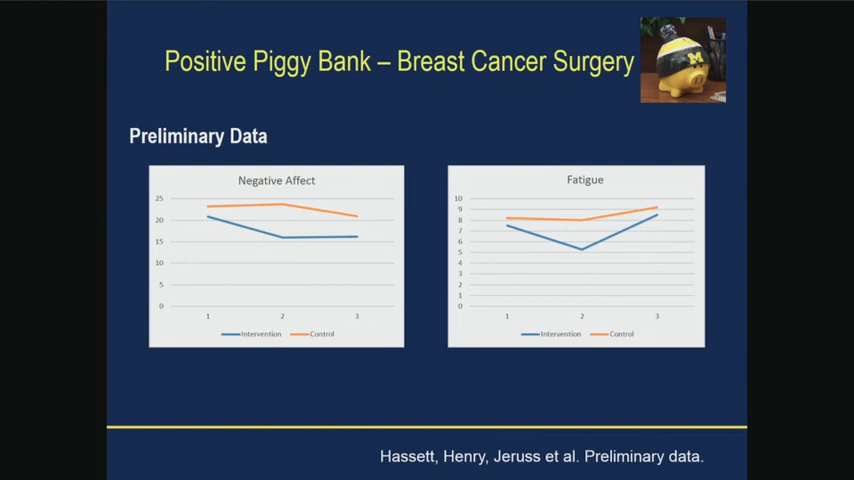 Positive Piggy Bank – Breast Cancer Surgery
M
Preliminary Data
Negative Affect
25
20
15
10
5
0
1 2 3
Intervention Control
Fatigue
10
9
8
7
6
5
4
3
2
1
0
1 2 3
Intervention Control
Hassett, Henry, Jeruss et al. Preliminary data.